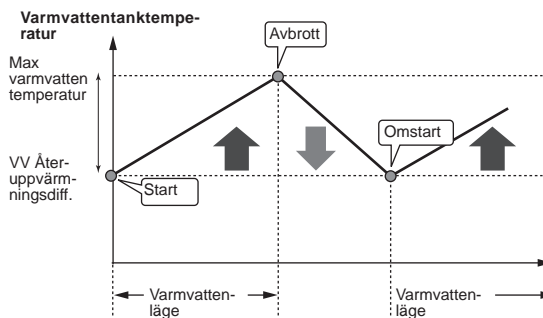 Varmvattentanktempe-
ratur
Avbrott
Max
varmvatten
temperatur
Omstart
VV Åter-
uppvärm-
ningsdiff.
Start
Varmvatten-
läge
Varmvatten-
läge